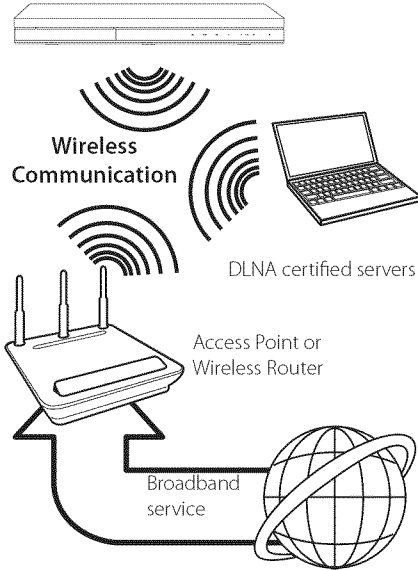 Wireless
Communication
DLNA certified servers
Access Point or
Wireless Router
Broadband
service